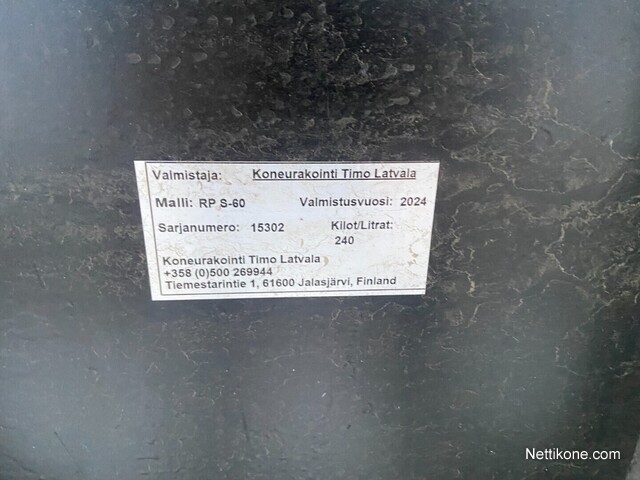 Valmistaja: Koneurakointi Timo Latvala
Malli: RP S-60 Valmistusvuosi: 2024
Sarjanumero: 15302 Kilot/Litrat:
240
Koneurakointi Timo Latvala
+358 (0)500 269944
Tiemestarintie 1, 61600 Jalasjärvi, Finland
Nettikone.com